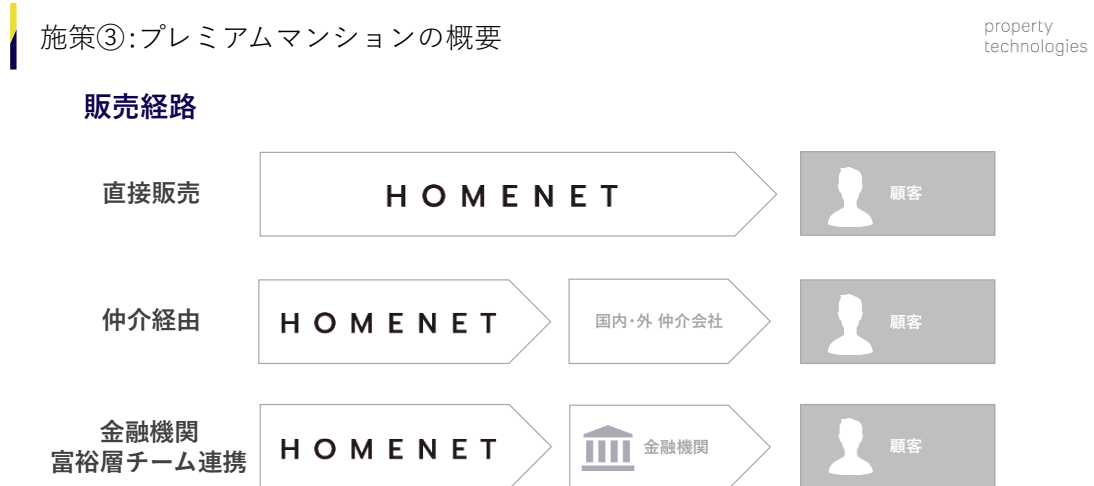 施策③:プレミアムマンションの概要
property
technologies
販売経路
直接販売
HOMENET
顧客
仲介経由
HOMENET
国内・外 仲介会社
顧客
金融機関
富裕層チーム連携
HOMENET
金融機関
顧客